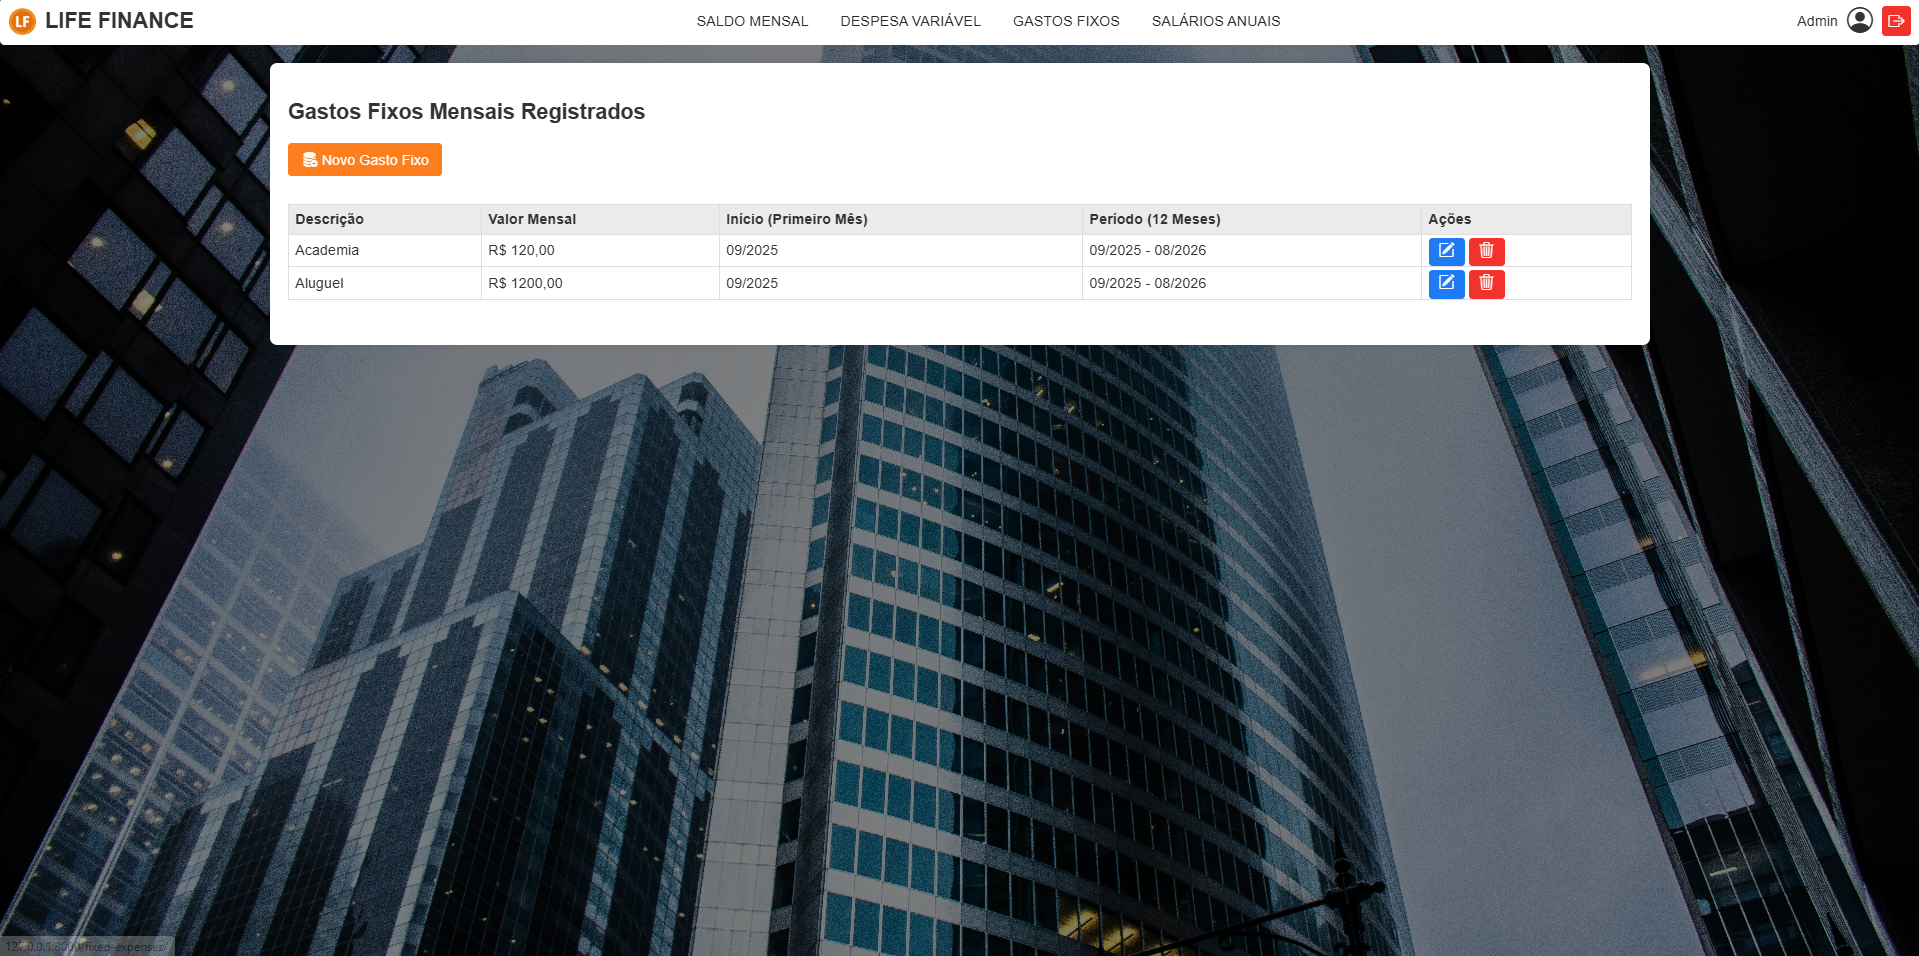 LF LIFE FINANCE
SALDO MENSAL DESPESA VARIÁVEL GASTOS FIXOS SALÁRIOS ANUAIS
Admin
Gastos Fixos Mensais Registrados
Novo Gasto Fixo
Descrição Valor Mensal Início (Primeiro Mês) Período (12 Meses) Ações
Academia R$ 120,00 09/2025 09/2025 - 08/2026
Aluguel R$ 1200,00 09/2025 09/2025 - 08/2026
127.0.0.1:8000/fixed-expenses/